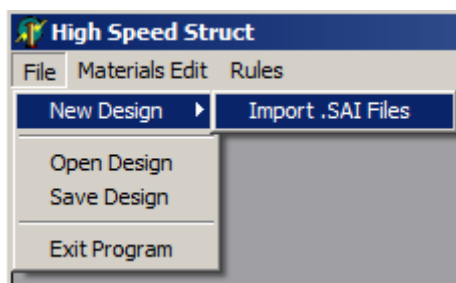 High Speed Struct
File Materials Edit Rules
New Design Import .SAI Files
Open Design
Save Design
Exit Program